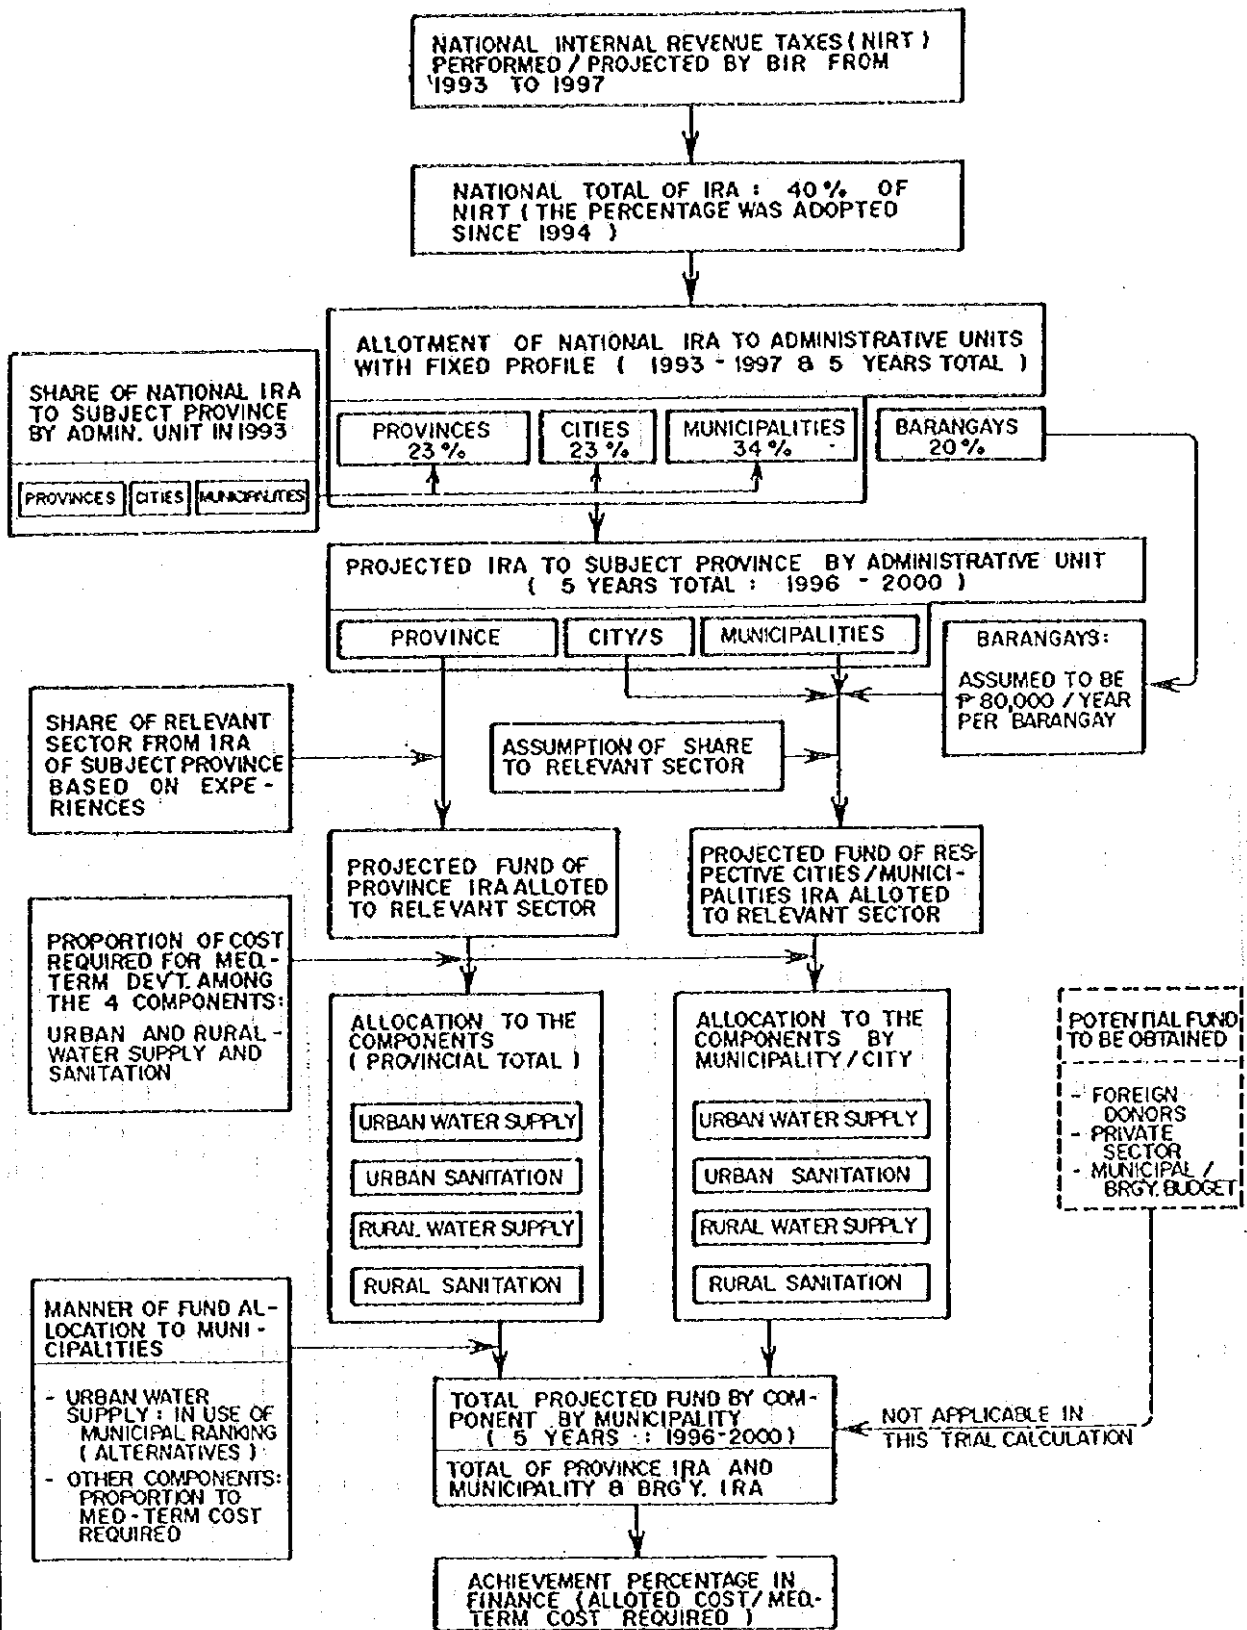 NATIONAL INTERNAL REVENUE TAXES (NIRT)
PERFORMED / PROJECTED BY BIR FROM
1993 TO 1997
NATIONAL TOTAL OF IRA : 40 % OF
NIRT ( THE PERCENTAGE WAS ADOPTED
SINCE 1994 )
ALLOTMENT OF NATIONAL IRA TO ADMINISTRATIVE UNITS
WITH FIXED PROFILE ( 1993 - 1997 & 5 YEARS TOTAL )
PROVINCES
23 %
CITIES
23 %
MUNICIPALITIES
34 %
BARANGAYS
20 %
SHARE OF NATIONAL IRA
TO SUBJECT PROVINCE
BY ADMIN. UNIT IN 1993
PROVINCES
CITIES
MUNICIPALITIES
PROJECTED IRA TO SUBJECT PROVINCE BY ADMINISTRATIVE UNIT
( 5 YEARS TOTAL : 1996 - 2000 )
PROVINCE
CITY/S
MUNICIPALITIES
BARANGAYS:
ASSUMED TO BE
₱ 80,000 / YEAR
PER BARANGAY
SHARE OF RELEVANT
SECTOR FROM IRA
OF SUBJECT PROVINCE
BASED ON EXPE -
RIENCES
ASSUMPTION OF SHARE
TO RELEVANT SECTOR
PROJECTED FUND OF
PROVINCE IRA ALLOTED
TO RELEVANT SECTOR
PROJECTED FUND OF RES-
PECTIVE CITIES / MUNICI-
PALITIES IRA ALLOTED
TO RELEVANT SECTOR
PROPORTION OF COST
REQUIRED FOR MED.-
TERM DEV'T. AMONG
THE 4 COMPONENTS:
URBAN AND RURAL -
WATER SUPPLY AND
SANITATION
ALLOCATION TO THE
COMPONENTS
( PROVINCIAL TOTAL )
URBAN WATER SUPPLY
URBAN SANITATION
RURAL WATER SUPPLY
RURAL SANITATION
ALLOCATION TO THE
COMPONENTS BY
MUNICIPALITY / CITY
URBAN WATER SUPPLY
URBAN SANITATION
RURAL WATER SUPPLY
RURAL SANITATION
POTENTIAL FUND
TO BE OBTAINED
- FOREIGN
DONORS
- PRIVATE
SECTOR
- MUNICIPAL /
BRGY. BUDGET
MANNER OF FUND AL-
LOCATION TO MUNI -
CIPALITIES
- URBAN WATER
SUPPLY : IN USE OF
MUNICIPAL RANKING
( ALTERNATIVES )
- OTHER COMPONENTS:
PROPORTION TO
MED - TERM COST
REQUIRED
TOTAL PROJECTED FUND BY COM-
PONENT BY MUNICIPALITY
( 5 YEARS : 1996-2000 )
TOTAL OF PROVINCE IRA AND
MUNICIPALITY & BRG'Y. IRA
NOT APPLICABLE IN
THIS TRIAL CALCULATION
ACHIEVEMENT PERCENTAGE IN
FINANCE (ALLOTED COST/ MED.-
TERM COST REQUIRED )